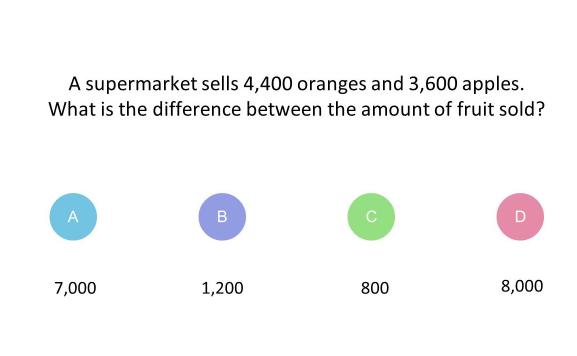 A supermarket sells 4,400 oranges and 3,600 apples.
What is the difference between the amount of fruit sold?
A B C D
7,000 1,200 800 8,000